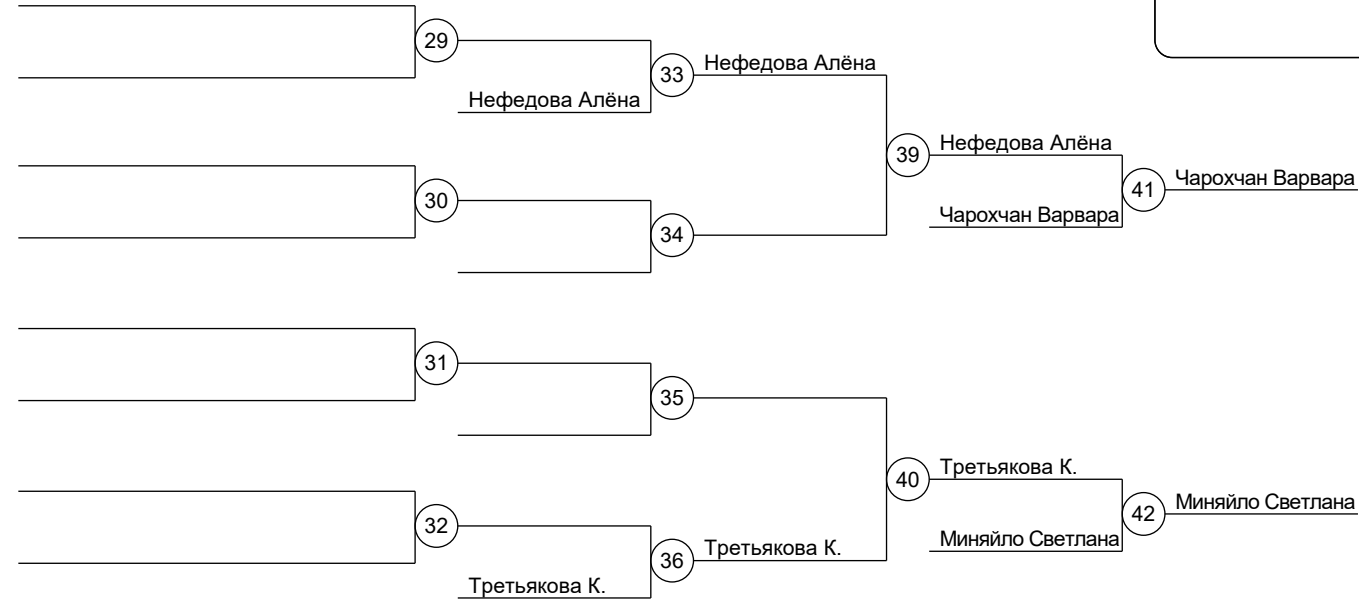 29
33
Нефедова Алёна
Нефедова Алёна
39
Нефедова Алёна
41
Чарохчан Варвара
Чарохчан Варвара
30
34
31
35
40
Третьякова К.
42
Миняйло Светлана
Миняйло Светлана
32
36
Третьякова К.
Третьякова К.